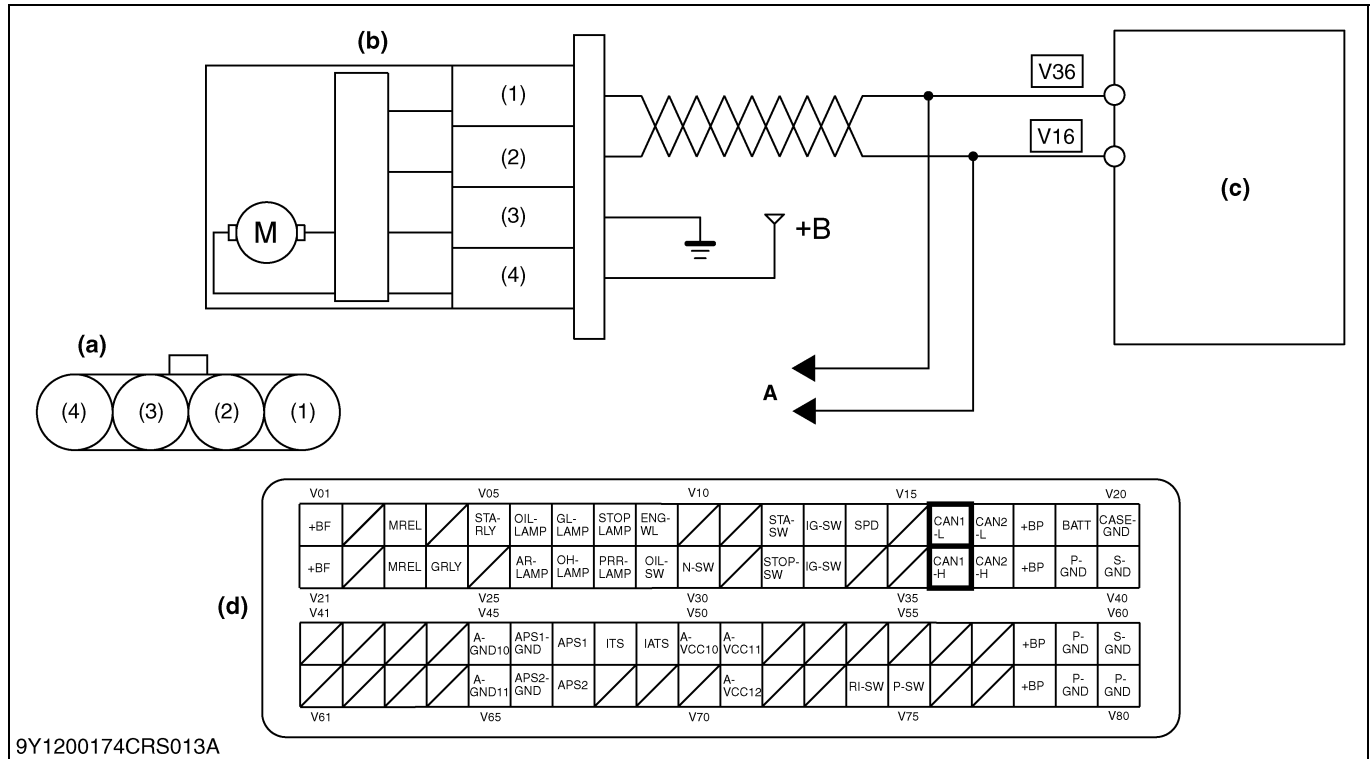 (b)
(1)
(2)
(3)
(4)
M
V36
V16
(c)
+B
A
(a)
(4) (3) (2) (1)
(d)
V01 V05 V10 V15 V20
+BF MREL STA-RLY OIL-LAMP GL-LAMP STOP LAMP ENG-WL STA-SW IG-SW SPD CAN1-L CAN2-L +BP BATT CASE-GND
+BF MREL GRLY AR-LAMP OH-LAMP PRR-LAMP OIL-SW N-SW STOP-SW IG-SW CAN1-H CAN2-H +BP P-GND S-GND
V21 V25 V30 V35 V40
V41 V45 V50 V55 V60
A-GND10 APS1-GND APS1 ITS IATS A-VCC10 A-VCC11 +BP P-GND S-GND
A-GND11 APS2-GND APS2 A-VCC12 RI-SW P-SW +BP P-GND P-GND
V61 V65 V70 V75 V80
9Y1200174CRS013A